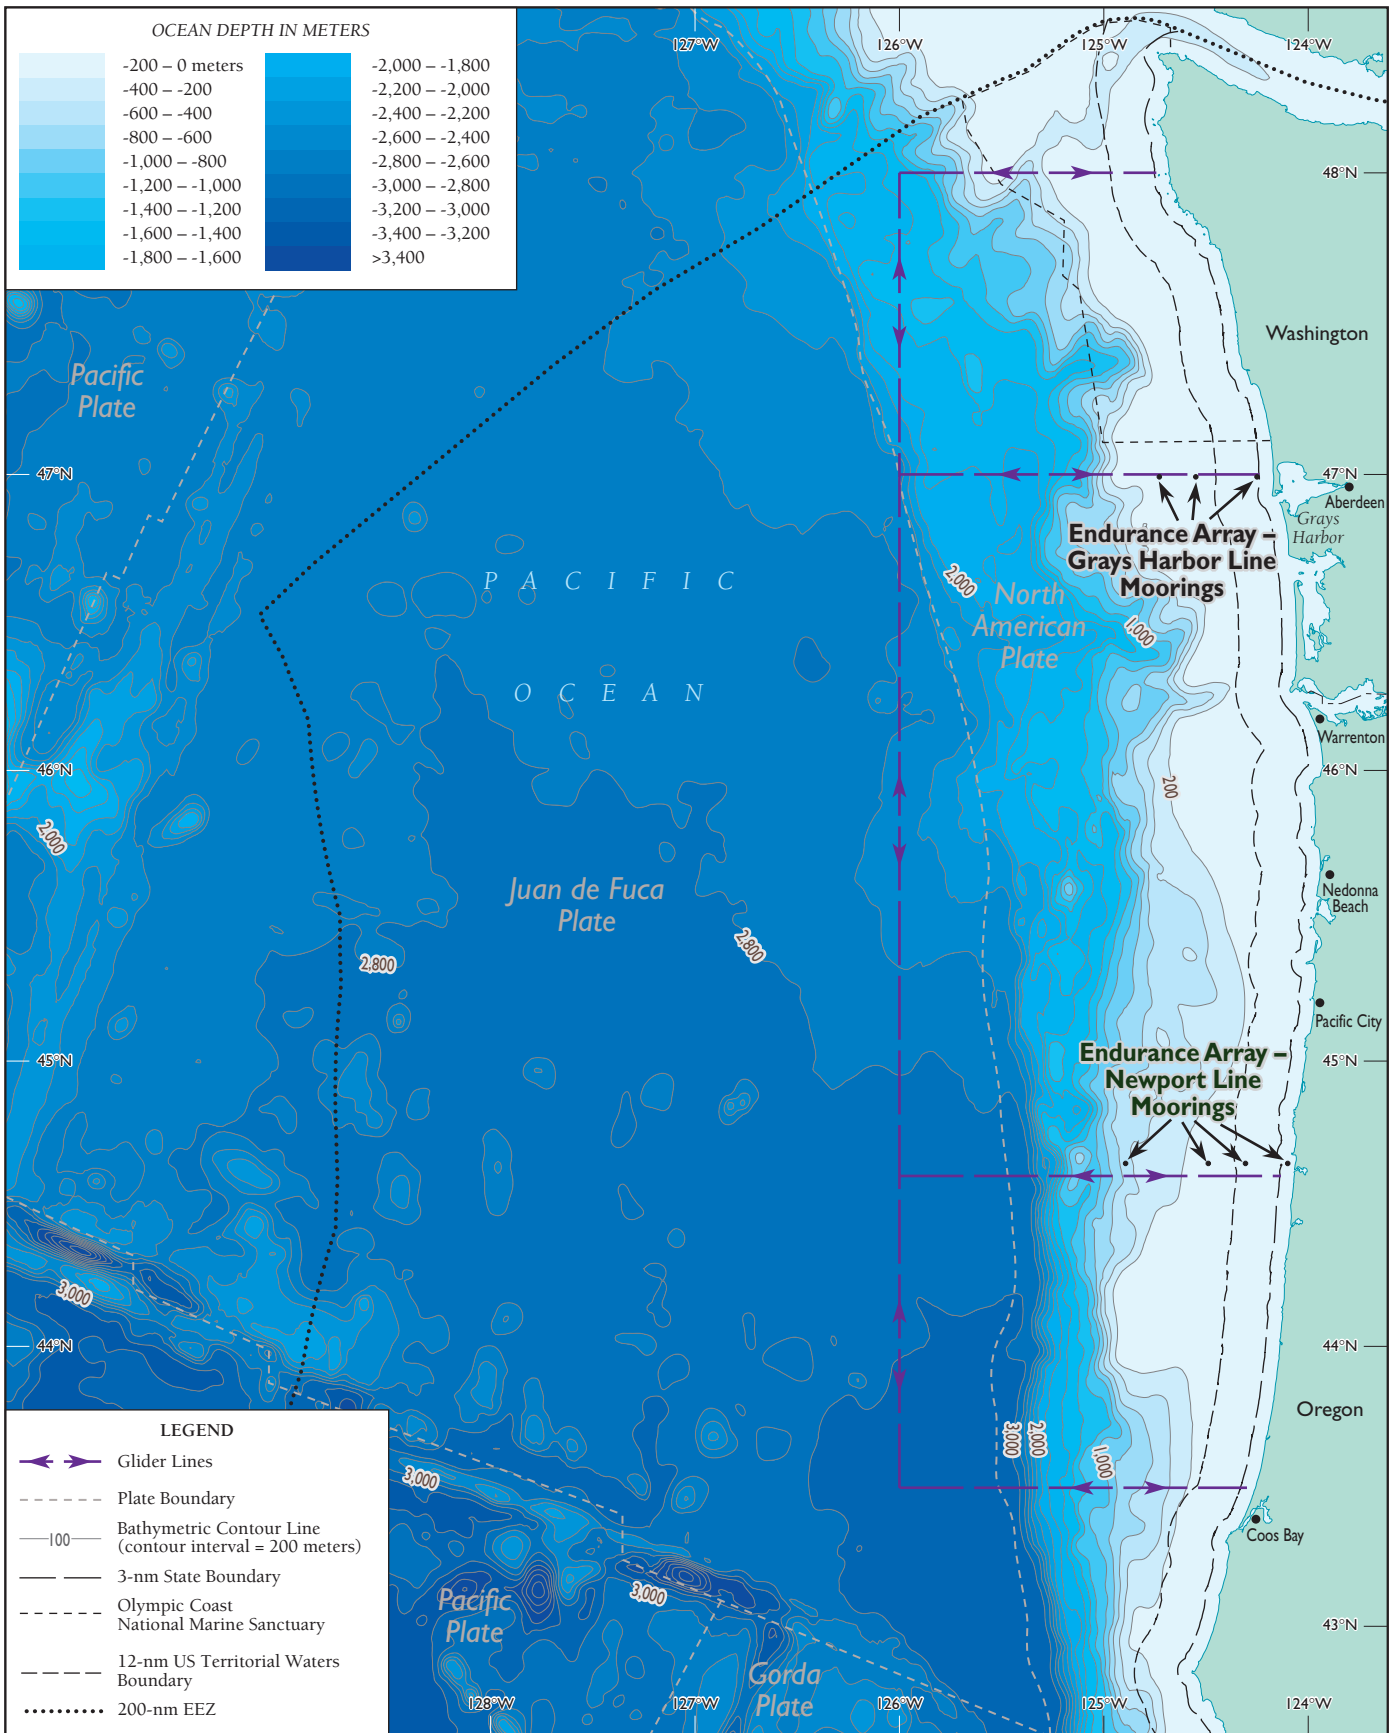 OCEAN DEPTH IN METERS
-200 – 0 meters
-400 – -200
-600 – -400
-800 – -600
-1,000 – -800
-1,200 – -1,000
-1,400 – -1,200
-1,600 – -1,400
-1,800 – -1,600
-2,000 – -1,800
-2,200 – -2,000
-2,400 – -2,200
-2,600 – -2,400
-2,800 – -2,600
-3,000 – -2,800
-3,200 – -3,000
-3,400 – -3,200
>3,400
127°W
126°W
125°W
124°W
48°N
Washington
Pacific
Plate
47°N
47°N
Aberdeen
Grays
Harbor
Endurance Array –
Grays Harbor Line
Moorings
PACIFIC
2,000
North
American
Plate
1,000
OCEAN
Warrenton
46°N
46°N
200
2,000
Juan de Fuca
Plate
Nedonna
Beach
2,800
2,800
Pacific City
45°N
45°N
Endurance Array –
Newport Line
Moorings
3,000
44°N
44°N
Oregon
3,000
2,000
1,000
3,000
Coos Bay
3,000
Pacific
Plate
43°N
Gorda
Plate
128°W
127°W
126°W
125°W
124°W
LEGEND
Glider Lines
Plate Boundary
100
Bathymetric Contour Line
(contour interval = 200 meters)
3-nm State Boundary
Olympic Coast
National Marine Sanctuary
12-nm US Territorial Waters
Boundary
200-nm EEZ